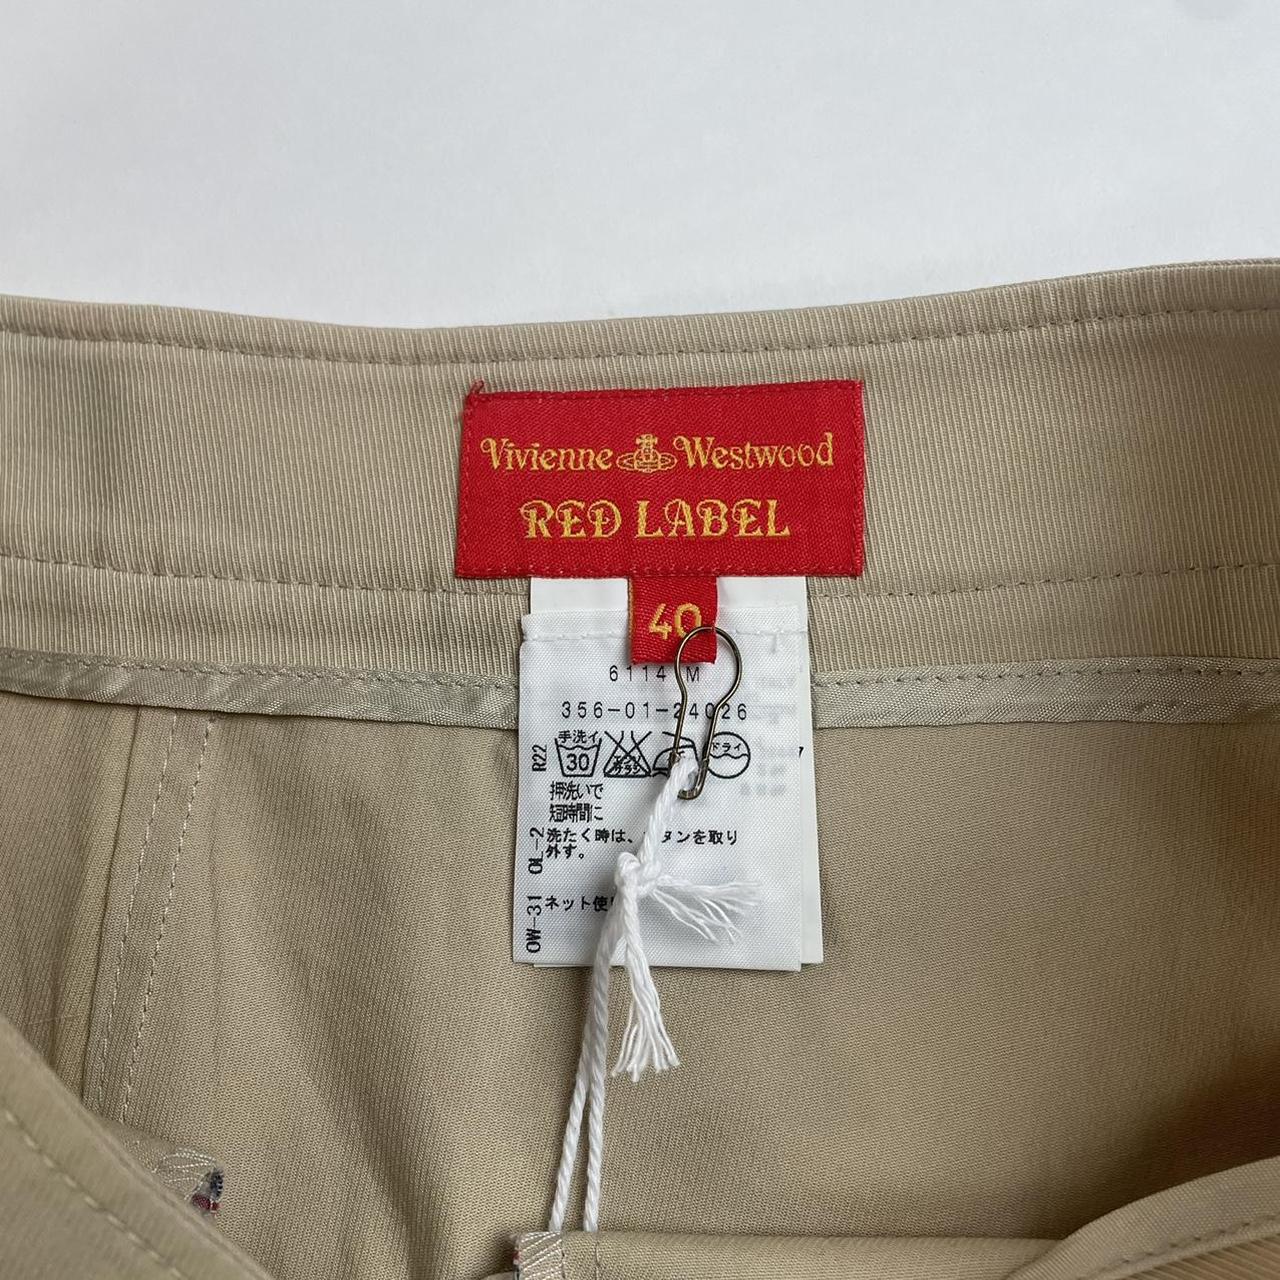 Vivienne Westwood
RED LABEL
40
6114 M
356-01-24026
手洗イ
30
ドライ
押洗いで
短時間に
洗たく時は、
タンを取り
外す。
ネット使
R22
OL-2
OW-31